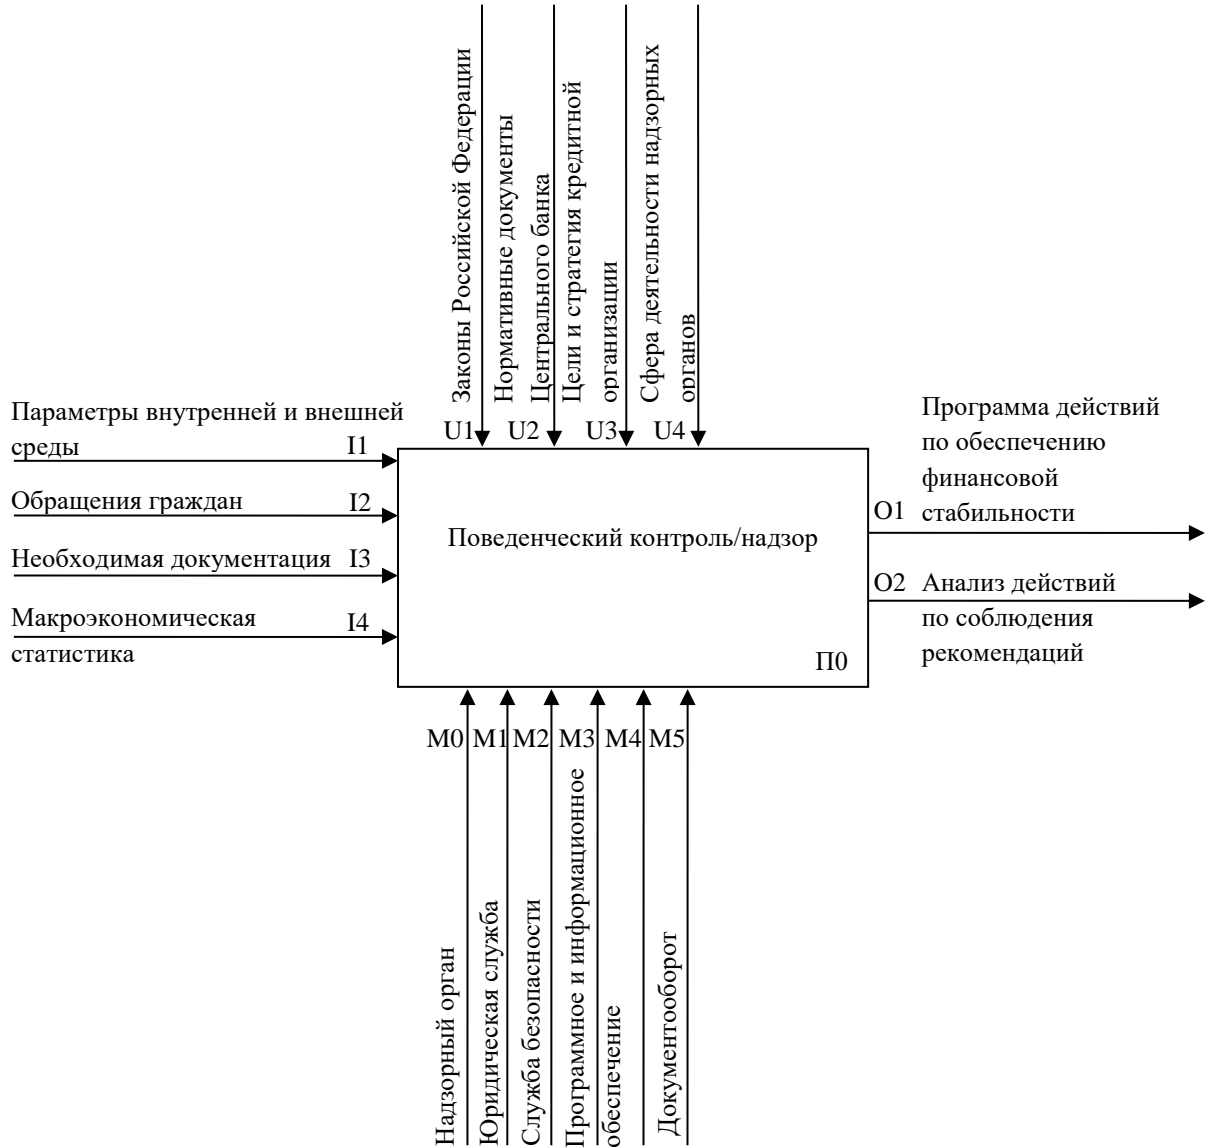 Законы Российской Федерации
Нормативные документы
Центрального банка
Цели и стратегия кредитной
организации
Сфера деятельности надзорных
органов
U1
U2
U3
U4
Параметры внутренней и внешней
среды
I1
Обращения граждан
I2
Необходимая документация
I3
Макроэкономическая
статистика
I4
Поведенческий контроль/надзор
П0
O1
Программа действий
по обеспечению
финансовой
стабильности
O2
Анализ действий
по соблюдения
рекомендаций
M0
M1
M2
M3
M4
M5
Надзорный орган
Юридическая служба
Служба безопасности
Программное и информационное
обеспечение
Документооборот